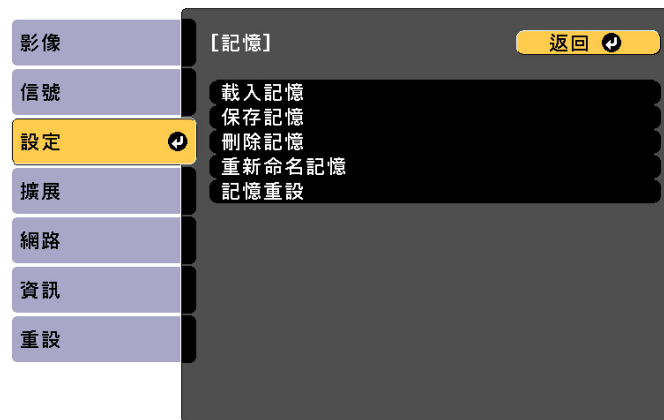 影像
信號
設定
擴展
網路
資訊
重設
[記憶]
返回
載入記憶
保存記憶
刪除記憶
重新命名記憶
記憶重設